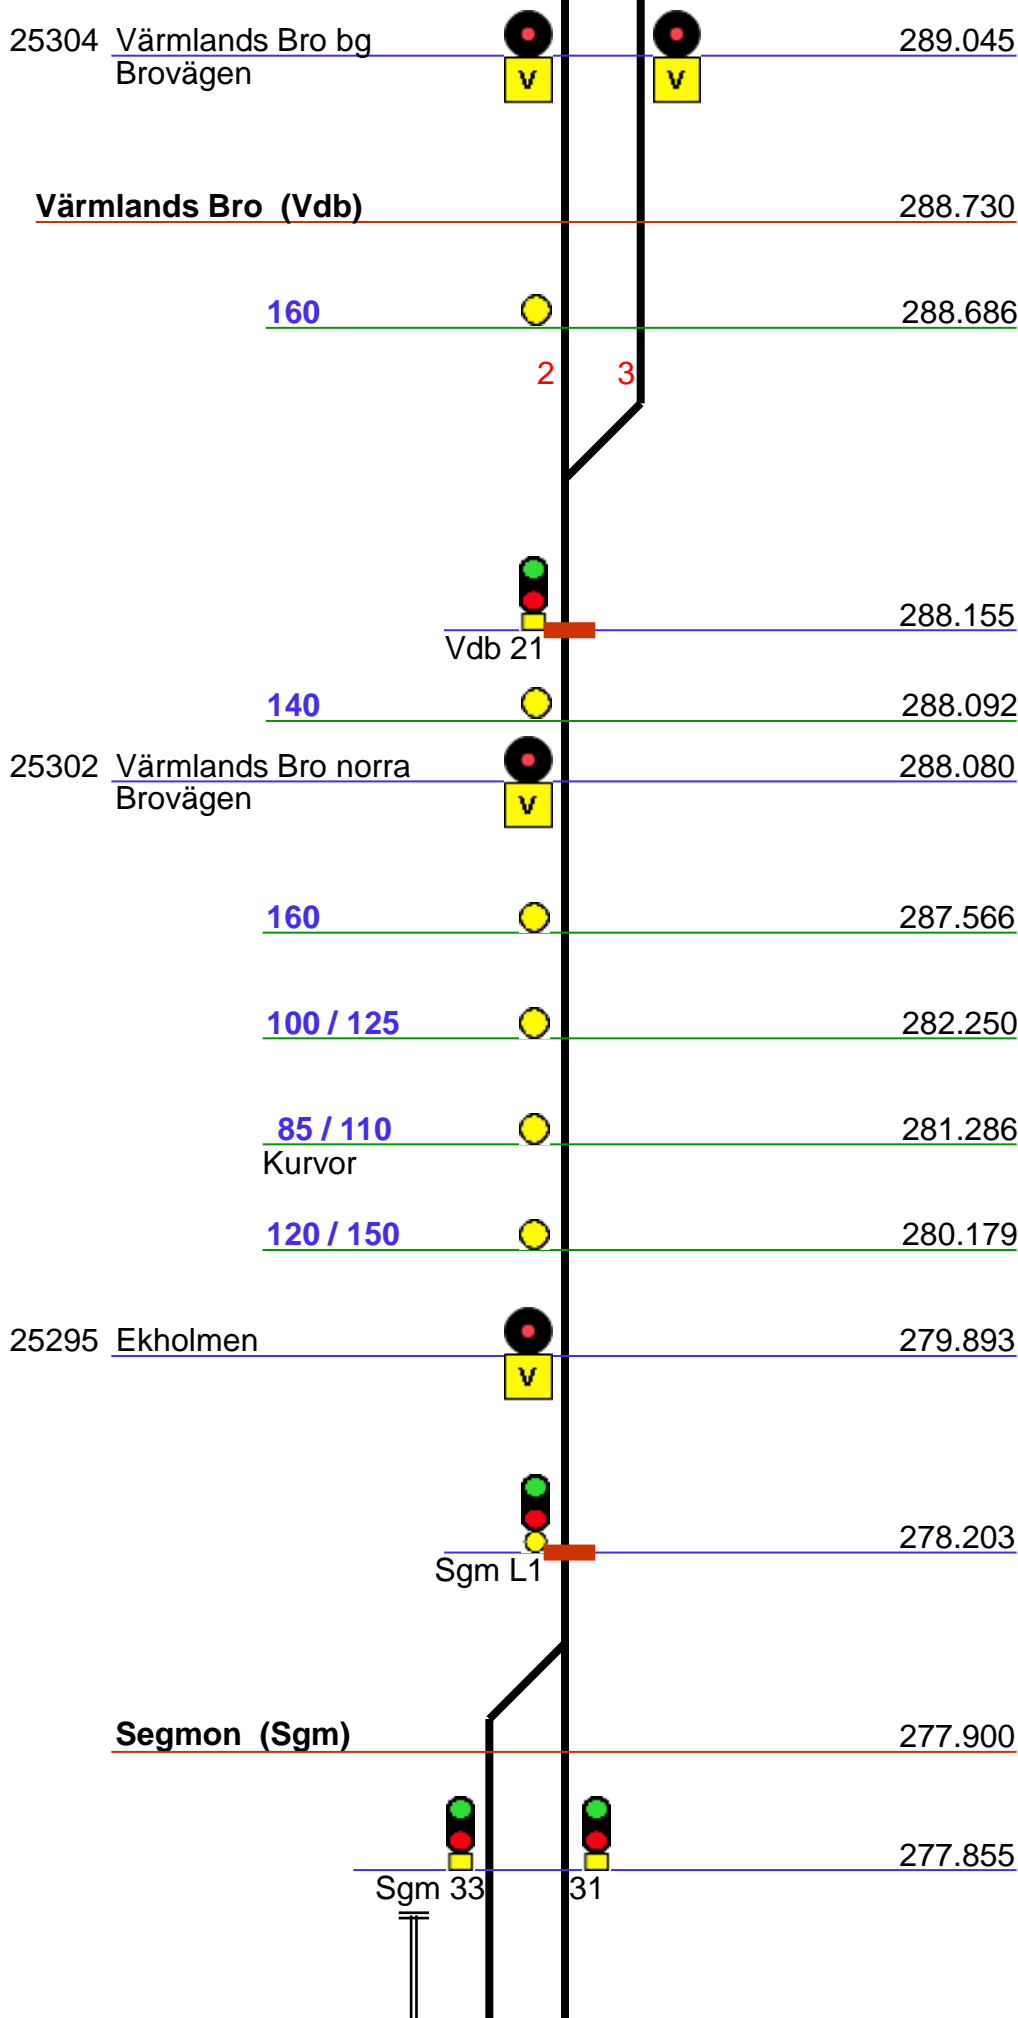 25304 Värmlands Bro bg 289.045
Brovägen
V V
Värmlands Bro (Vdb) 288.730
160 288.686
2 3
288.155
Vdb 21
140 288.092
25302 Värmlands Bro norra 288.080
Brovägen
V
160 287.566
100 / 125 282.250
85 / 110 281.286
Kurvor
120 / 150 280.179
25295 Ekholmen 279.893
V
278.203
Sgm L1
Segmon (Sgm) 277.900
277.855
Sgm 33 31